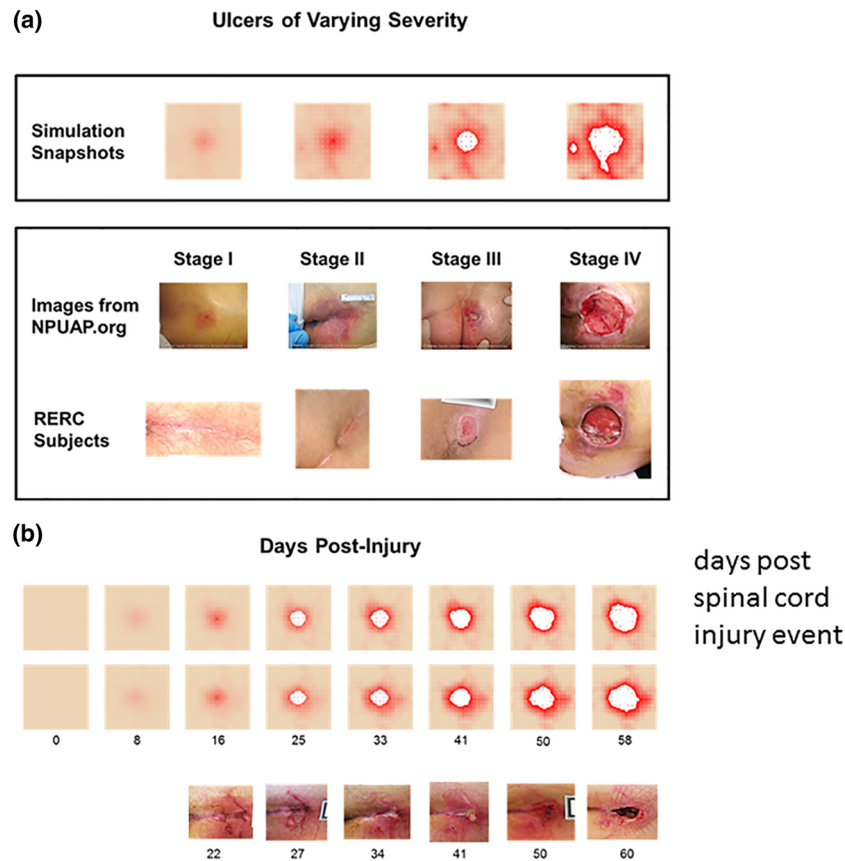 (a)
Ulcers of Varying Severity
Simulation
Snapshots
Stage I
Stage II
Stage III
Stage IV
Images from
NPUAP.org
RERC
Subjects
(b)
Days Post-Injury
days post
spinal cord
injury event
0
8
16
25
33
41
50
58
22
27
34
41
50
60